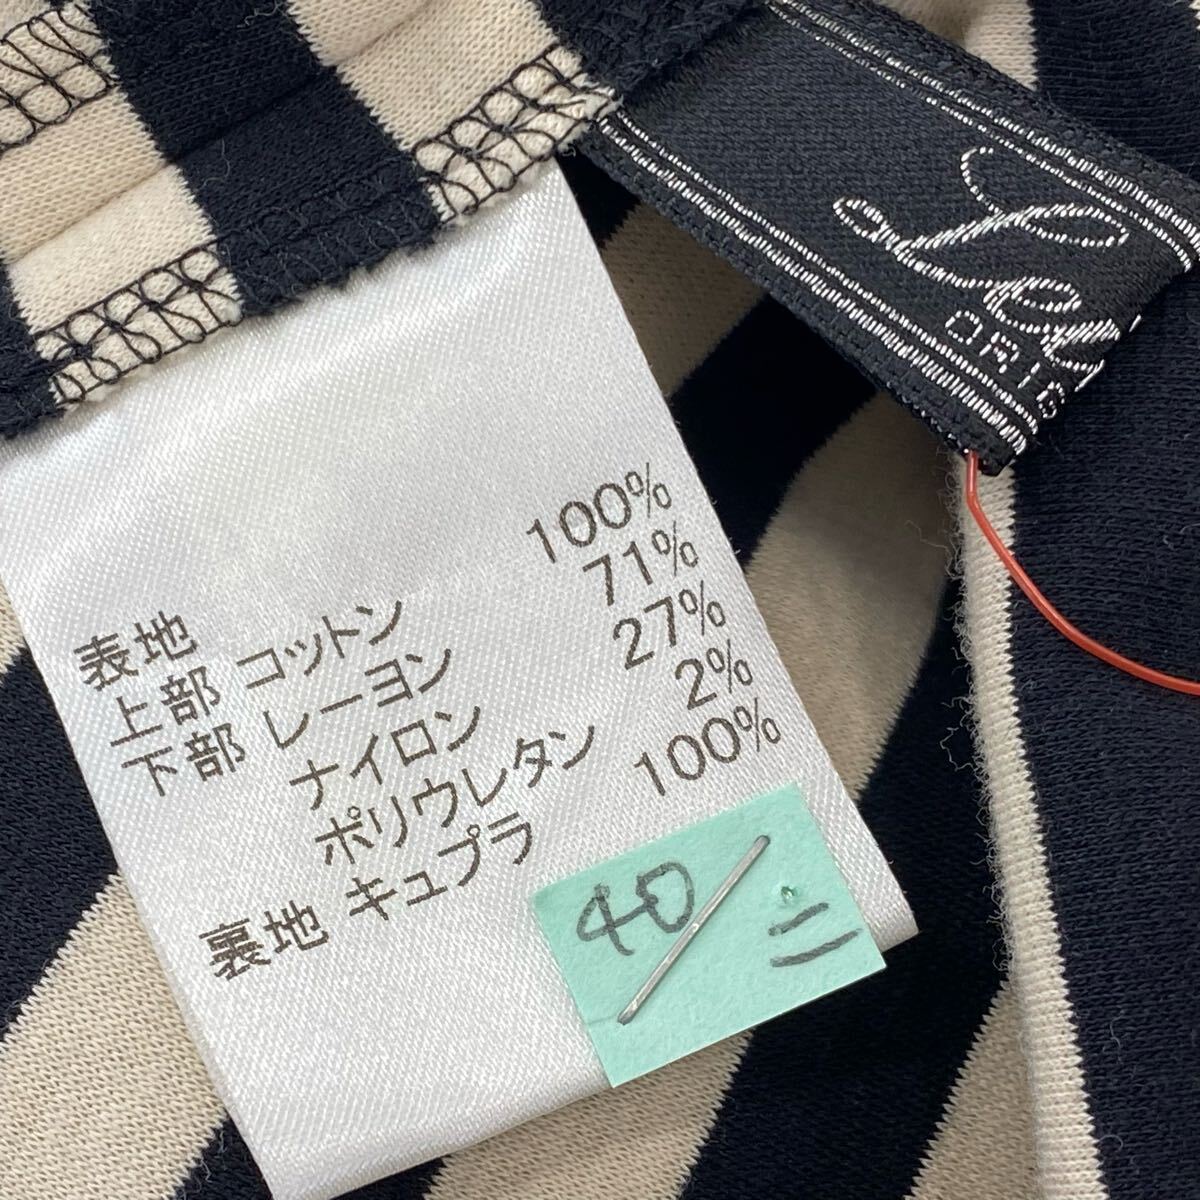 ORIG
表地
上部 コットン 100%
下部 レーヨン 71%
ナイロン 27%
ポリウレタン 2%
裏地 キュプラ 100%
40 ニ